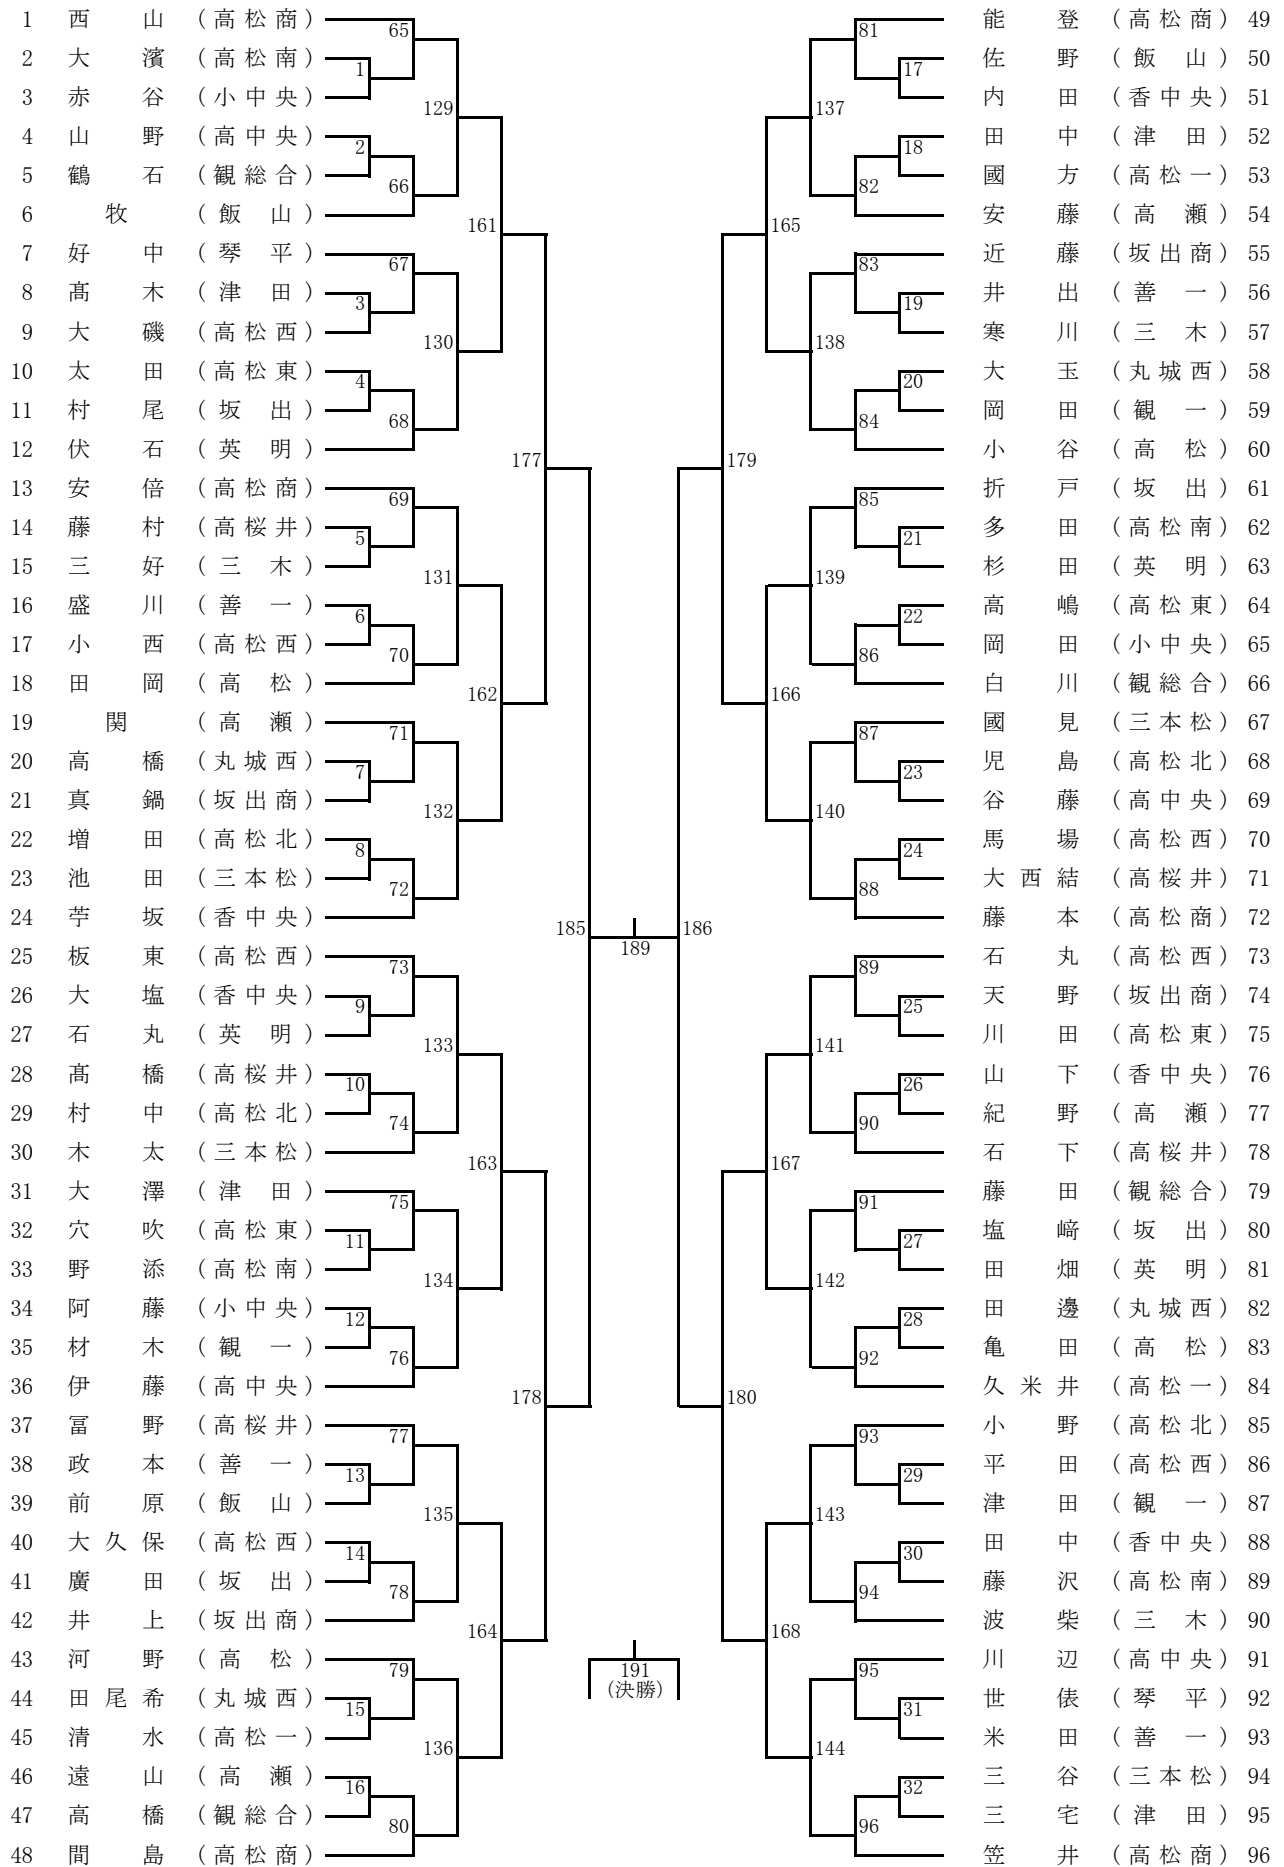 1 西山 (高松商)
2 大濱 (高松南)
3 赤谷 (小中央)
4 山野 (高中央)
5 鶴石 (観総合)
6 牧 (飯山)
7 好中 (琴平)
8 髙木 (津田)
9 大磯 (高松西)
10 太田 (高松東)
11 村尾 (坂出)
12 伏石 (英明)
13 安倍 (高松商)
14 藤村 (高桜井)
15 三好 (三木)
16 盛川 (善一)
17 小西 (高松西)
18 田岡 (高松)
19 関 (高瀬)
20 高橋 (丸城西)
21 真鍋 (坂出商)
22 増田 (高松北)
23 池田 (三本松)
24 苧坂 (香中央)
25 板東 (高松西)
26 大塩 (香中央)
27 石丸 (英明)
28 髙橋 (高桜井)
29 村中 (高松北)
30 木太 (三本松)
31 大澤 (津田)
32 穴吹 (高松東)
33 野添 (高松南)
34 阿藤 (小中央)
35 材木 (観一)
36 伊藤 (高中央)
37 冨野 (高桜井)
38 政本 (善一)
39 前原 (飯山)
40 大久保 (高松西)
41 廣田 (坂出)
42 井上 (坂出商)
43 河野 (高松)
44 田尾希 (丸城西)
45 清水 (高松一)
46 遠山 (高瀬)
47 高橋 (観総合)
48 間島 (高松商)
65
1
129
2
66
161
67
3
130
4
68
177
69
5
131
6
70
162
71
7
132
8
72
185
73
9
133
10
74
163
75
11
134
12
76
178
77
13
135
14
78
164
79
15
136
16
80
189
191
(決勝)
81
17
137
18
82
165
83
19
138
20
84
179
85
21
139
22
86
166
87
23
140
24
88
186
89
25
141
26
90
167
91
27
142
28
92
180
93
29
143
30
94
168
95
31
144
32
96
能登 (高松商) 49
佐野 (飯山) 50
内田 (香中央) 51
田中 (津田) 52
國方 (高松一) 53
安藤 (高瀬) 54
近藤 (坂出商) 55
井出 (善一) 56
寒川 (三木) 57
大玉 (丸城西) 58
岡田 (観一) 59
小谷 (高松) 60
折戸 (坂出) 61
多田 (高松南) 62
杉田 (英明) 63
高嶋 (高松東) 64
岡田 (小中央) 65
白川 (観総合) 66
國見 (三本松) 67
児島 (高松北) 68
谷藤 (高中央) 69
馬場 (高松西) 70
大西結 (高桜井) 71
藤本 (高松商) 72
石丸 (高松西) 73
天野 (坂出商) 74
川田 (高松東) 75
山下 (香中央) 76
紀野 (高瀬) 77
石下 (高桜井) 78
藤田 (観総合) 79
塩﨑 (坂出) 80
田畑 (英明) 81
田邊 (丸城西) 82
亀田 (高松) 83
久米井 (高松一) 84
小野 (高松北) 85
平田 (高松西) 86
津田 (観一) 87
田中 (香中央) 88
藤沢 (高松南) 89
波柴 (三木) 90
川辺 (高中央) 91
世俵 (琴平) 92
米田 (善一) 93
三谷 (三本松) 94
三宅 (津田) 95
笠井 (高松商) 96